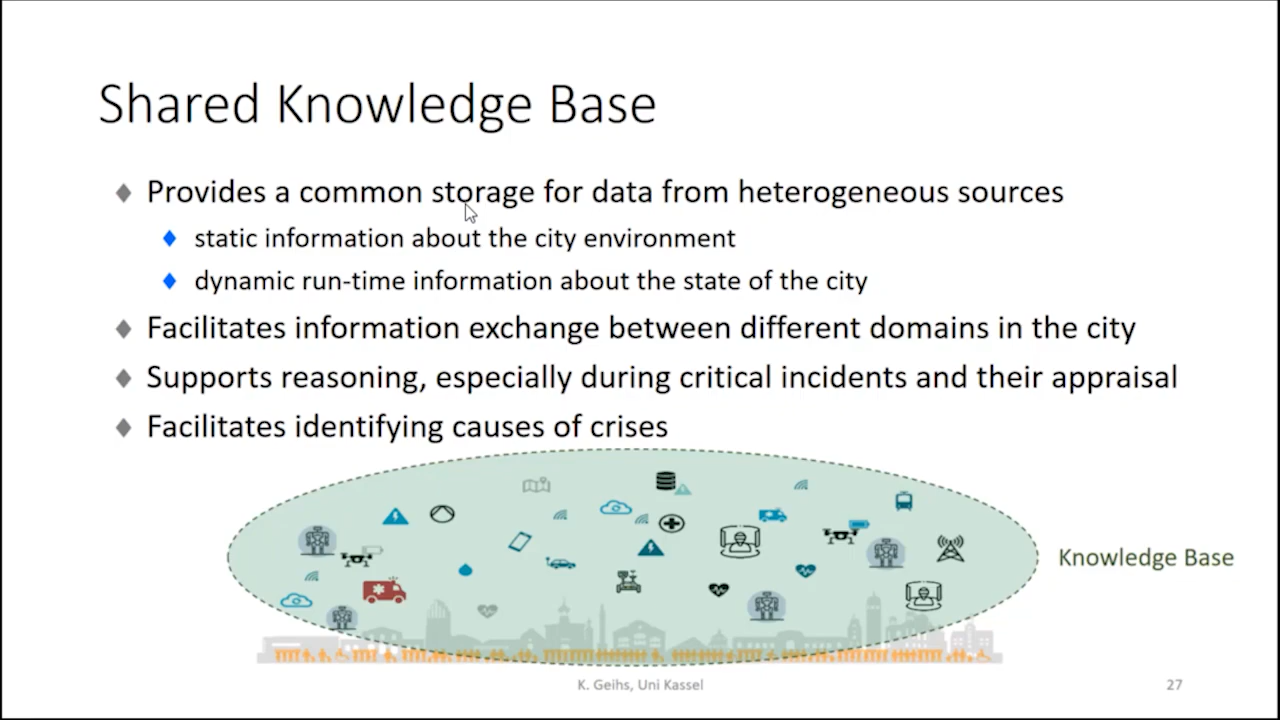 Shared Knowledge Base
Provides a common storage for data from heterogeneous sources
static information about the city environment
dynamic run-time information about the state of the city
Facilitates information exchange between different domains in the city
Supports reasoning, especially during critical incidents and their appraisal
Facilitates identifying causes of crises
Knowledge Base
K. Geihs, Uni Kassel
27